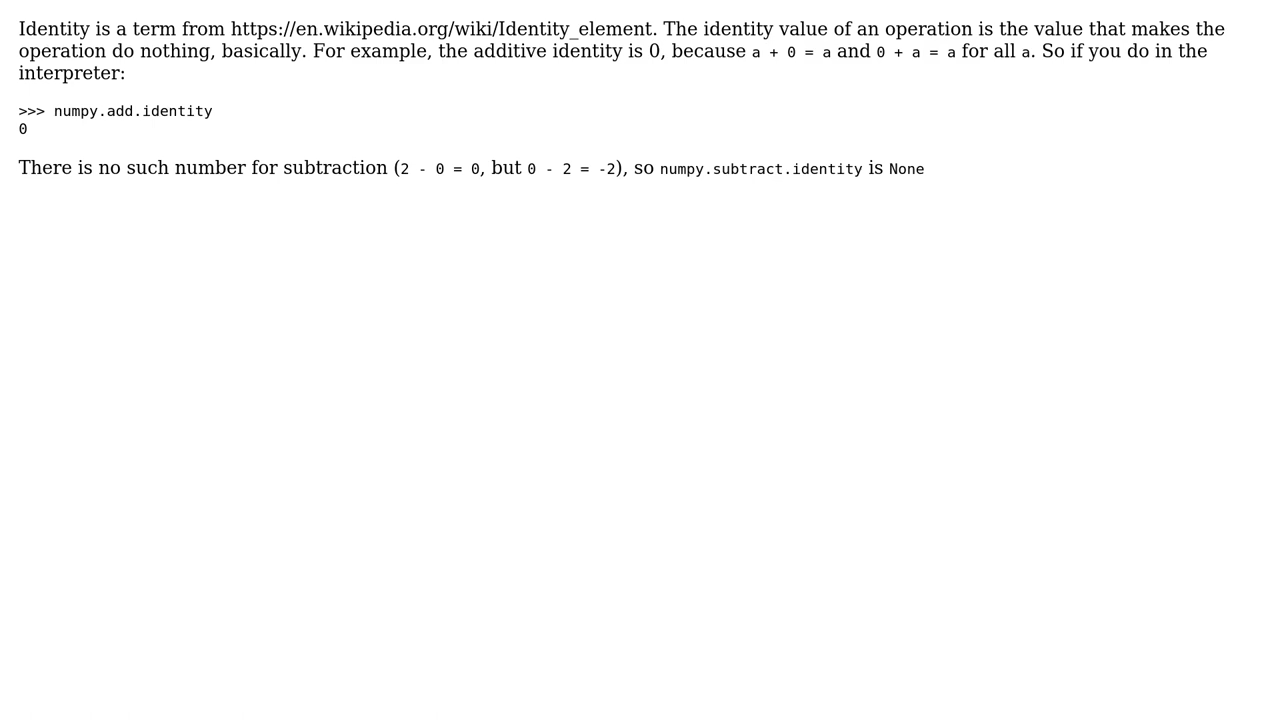 Identity is a term from https://en.wikipedia.org/wiki/Identity_element. The identity value of an operation is the value that makes the
operation do nothing, basically. For example, the additive identity is 0, because a + 0 = a and 0 + a = a for all a. So if you do in the
interpreter:
>>> numpy.add.identity
0
There is no such number for subtraction (2 - 0 = 0, but 0 - 2 = -2), so numpy.subtract.identity is None